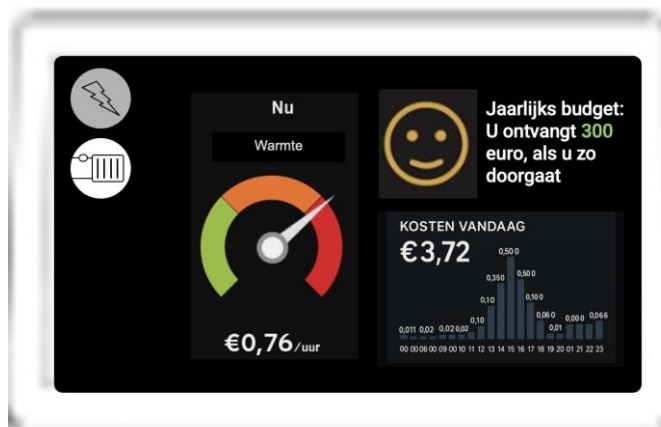 Nu
Warmte
€0,76/uur
Jaarlijks budget:
U ontvangt 300
euro, als u zo
doorgaat
KOSTEN VANDAAG
€3,72
0,011 0,02 0,02 0,02 0,10 0,10 0,350 0,500 0,500 0,100 0,060 0,01 0,000 0,066
00 00 06 00 09 00 10 11 12 13 14 15 16 17 18 19 20 01 21 22 23